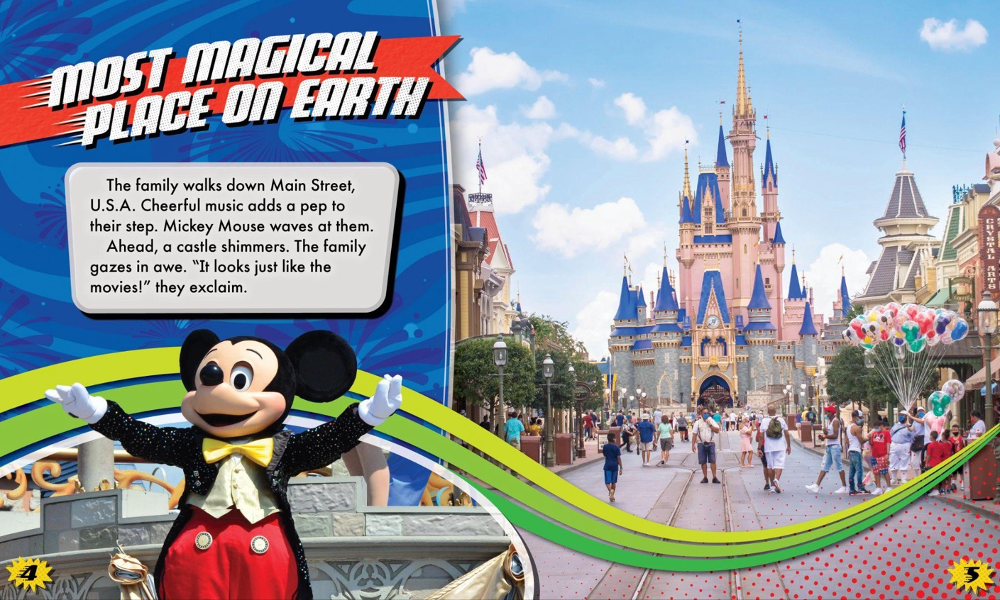 MOST MAGICAL
PLACE ON EARTH
The family walks down Main Street,
U.S.A. Cheerful music adds a pep to
their step. Mickey Mouse waves at them.
Ahead, a castle shimmers. The family
gazes in awe. “It looks just like the
movies!” they exclaim.
CRYSTAL ARTS
4
5